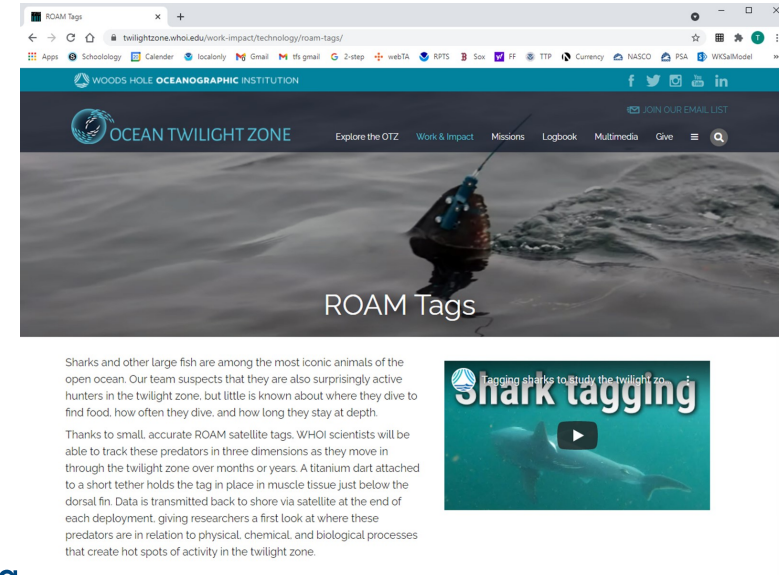 ROAM Tags
twilightzone.whoi.edu/work-impact/technology/roam-tags/
Apps Schoolology Calender localonly Gmail tfs gmail 2-step webTA RPTS Sox FF TTP Currency NASCO PSA WKSalModel »
WOODS HOLE OCEANOGRAPHIC INSTITUTION
JOIN OUR EMAIL LIST
OCEAN TWILIGHT ZONE
Explore the OTZ Work & Impact Missions Logbook Multimedia Give
ROAM Tags
Sharks and other large fish are among the most iconic animals of the
open ocean. Our team suspects that they are also surprisingly active
hunters in the twilight zone, but little is known about where they dive to
find food, how often they dive, and how long they stay at depth.
Thanks to small, accurate ROAM satellite tags, WHOI scientists will be
able to track these predators in three dimensions as they move in
through the twilight zone over months or years. A titanium dart attached
to a short tether holds the tag in place in muscle tissue just below the
dorsal fin. Data is transmitted back to shore via satellite at the end of
each deployment, giving researchers a first look at where these
predators are in relation to physical, chemical, and biological processes
that create hot spots of activity in the twilight zone.
Tagging sharks to study the twilight zo...
Shark tagging